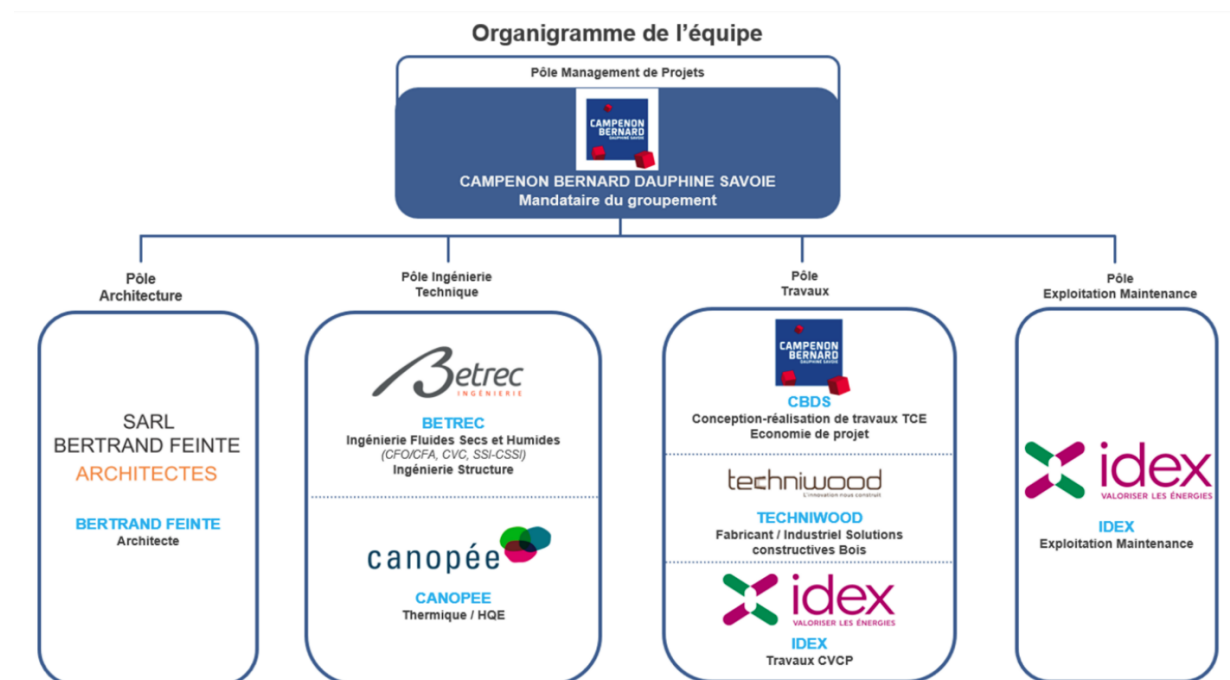 Organigramme de l'équipe
Pôle Management de Projets
CAMPENON
BERNARD
DAUPHINE SAVOIE
CAMPENON BERNARD DAUPHINE SAVOIE
Mandataire du groupement
Pôle
Architecture
SARL
BERTRAND FEINTE
ARCHITECTES
BERTRAND FEINTE
Architecte
Pôle Ingénierie
Technique
Betrec
INGÉNIERIE
BETREC
Ingénierie Fluides Secs et Humides
(CFO/CFA, CVC, SSI-CSSI)
Ingénierie Structure
canopée
CANOPEE
Thermique / HQE
Pôle
Travaux
CAMPENON
BERNARD
DAUPHINE SAVOIE
CBDS
Conception-réalisation de travaux TCE
Economie de projet
techniwood
L'innovation nous construit
TECHNIWOOD
Fabricant / Industriel Solutions
constructives Bois
idex
VALORISER LES ÉNERGIES
IDEX
Travaux CVCP
Pôle
Exploitation Maintenance
idex
VALORISER LES ÉNERGIES
IDEX
Exploitation Maintenance